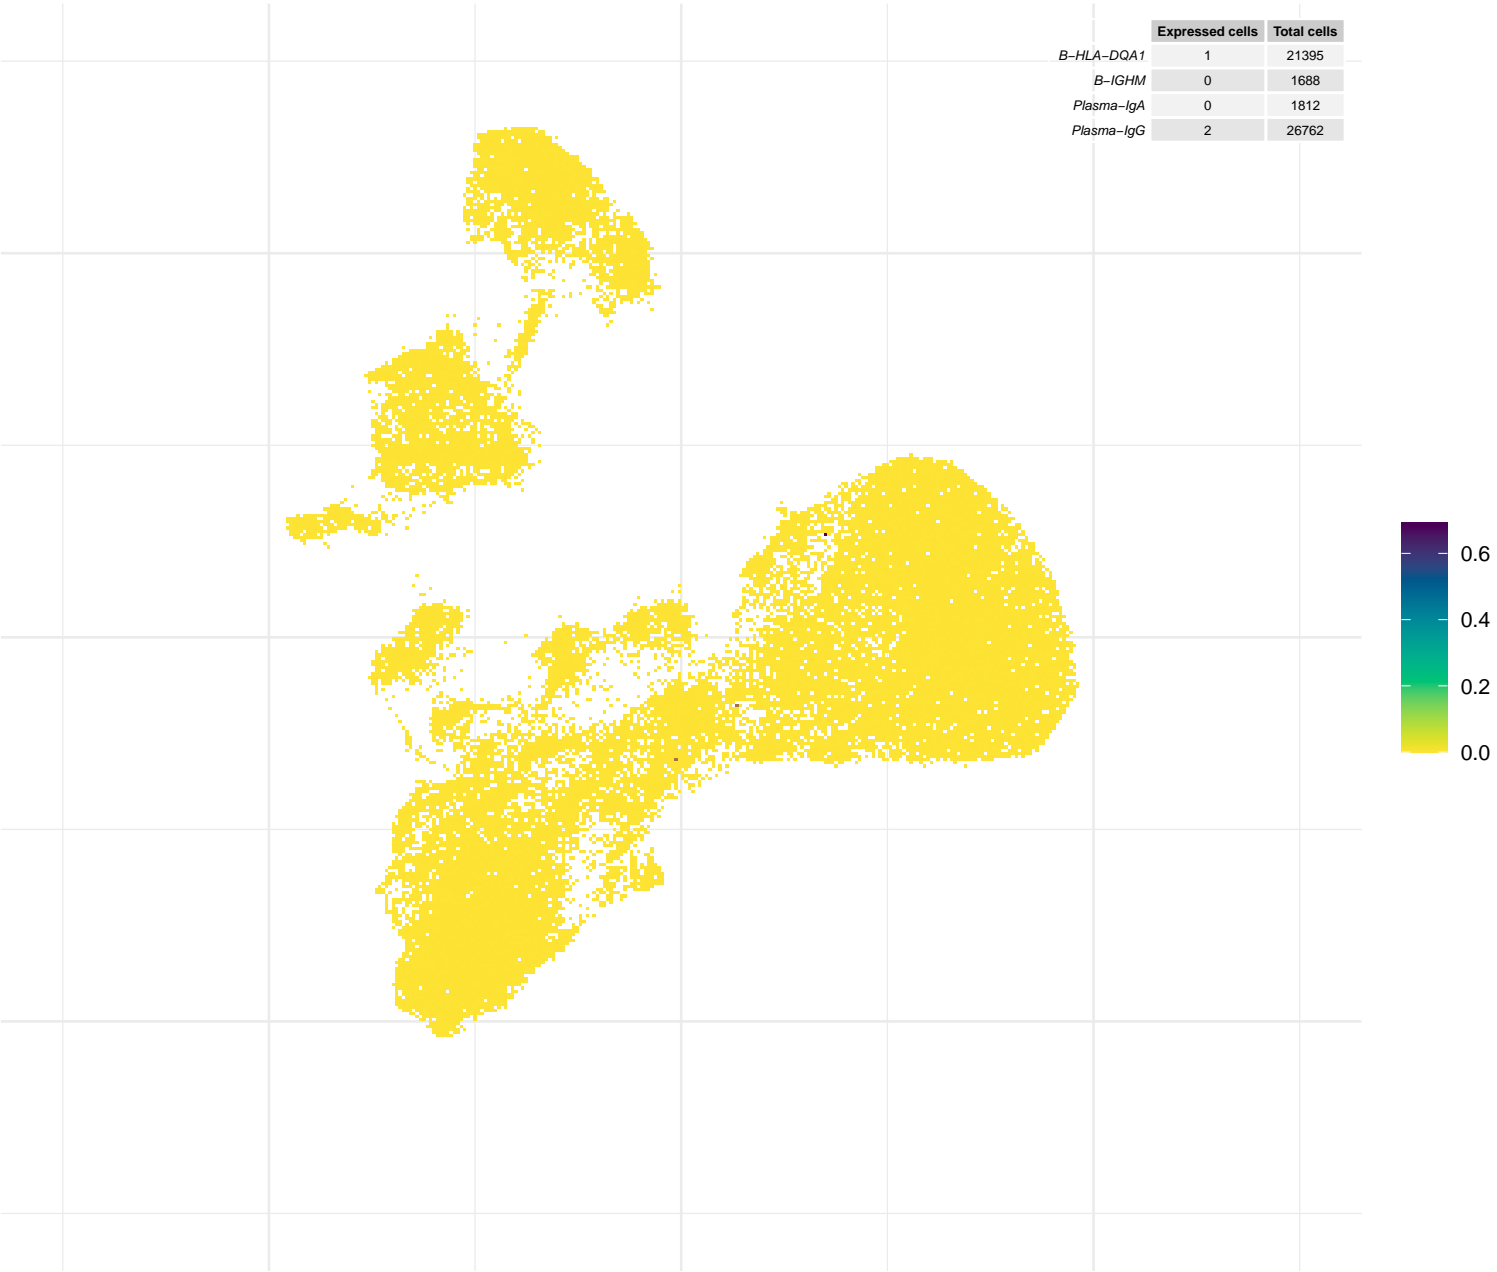 Expressed cells Total cells
B−HLA−DQA1 1 21395
B−IGHM 0 1688
Plasma−IgA 0 1812
Plasma−IgG 2 26762
0.6
0.4
0.2
0.0